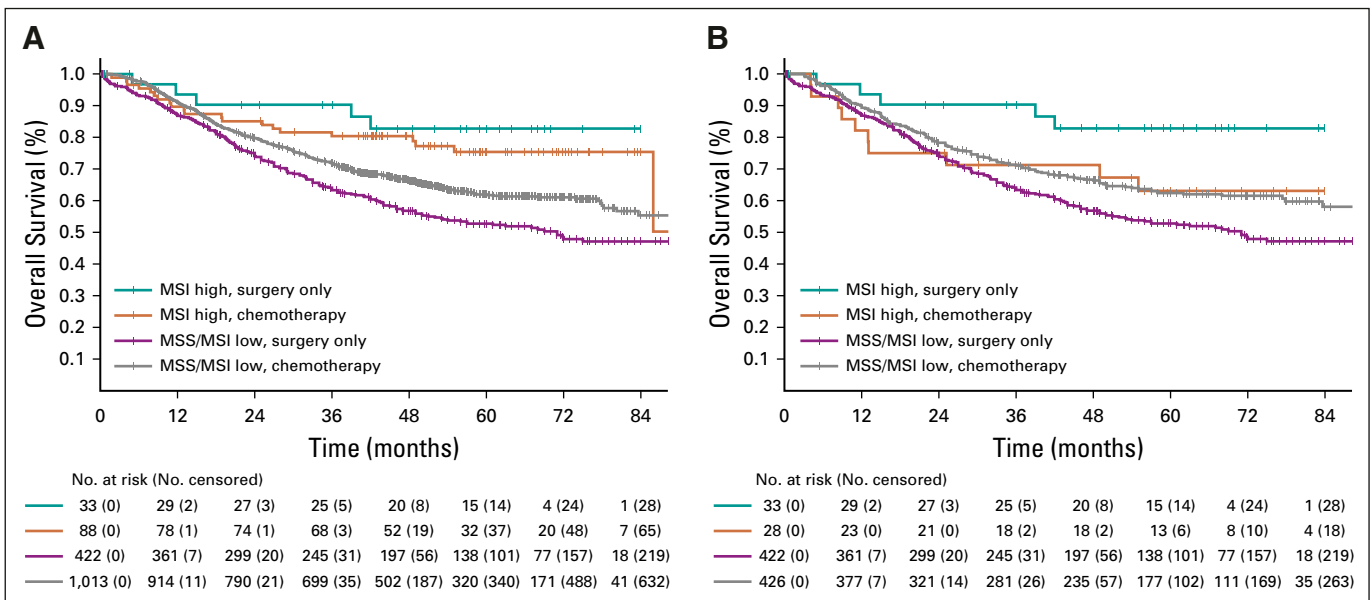 A
Overall Survival (%)
1.0
0.9
0.8
0.7
0.6
0.5
0.4
0.3
0.2
0.1
MSI high, surgery only
MSI high, chemotherapy
MSS/MSI low, surgery only
MSS/MSI low, chemotherapy
0 12 24 36 48 60 72 84
Time (months)
No. at risk (No. censored)
33 (0) 29 (2) 27 (3) 25 (5) 20 (8) 15 (14) 4 (24) 1 (28)
88 (0) 78 (1) 74 (1) 68 (3) 52 (19) 32 (37) 20 (48) 7 (65)
422 (0) 361 (7) 299 (20) 245 (31) 197 (56) 138 (101) 77 (157) 18 (219)
1,013 (0) 914 (11) 790 (21) 699 (35) 502 (187) 320 (340) 171 (488) 41 (632)
B
Overall Survival (%)
1.0
0.9
0.8
0.7
0.6
0.5
0.4
0.3
0.2
0.1
MSI high, surgery only
MSI high, chemotherapy
MSS/MSI low, surgery only
MSS/MSI low, chemotherapy
0 12 24 36 48 60 72 84
Time (months)
No. at risk (No. censored)
33 (0) 29 (2) 27 (3) 25 (5) 20 (8) 15 (14) 4 (24) 1 (28)
28 (0) 23 (0) 21 (0) 18 (2) 18 (2) 13 (6) 8 (10) 4 (18)
422 (0) 361 (7) 299 (20) 245 (31) 197 (56) 138 (101) 77 (157) 18 (219)
426 (0) 377 (7) 321 (14) 281 (26) 235 (57) 177 (102) 111 (169) 35 (263)